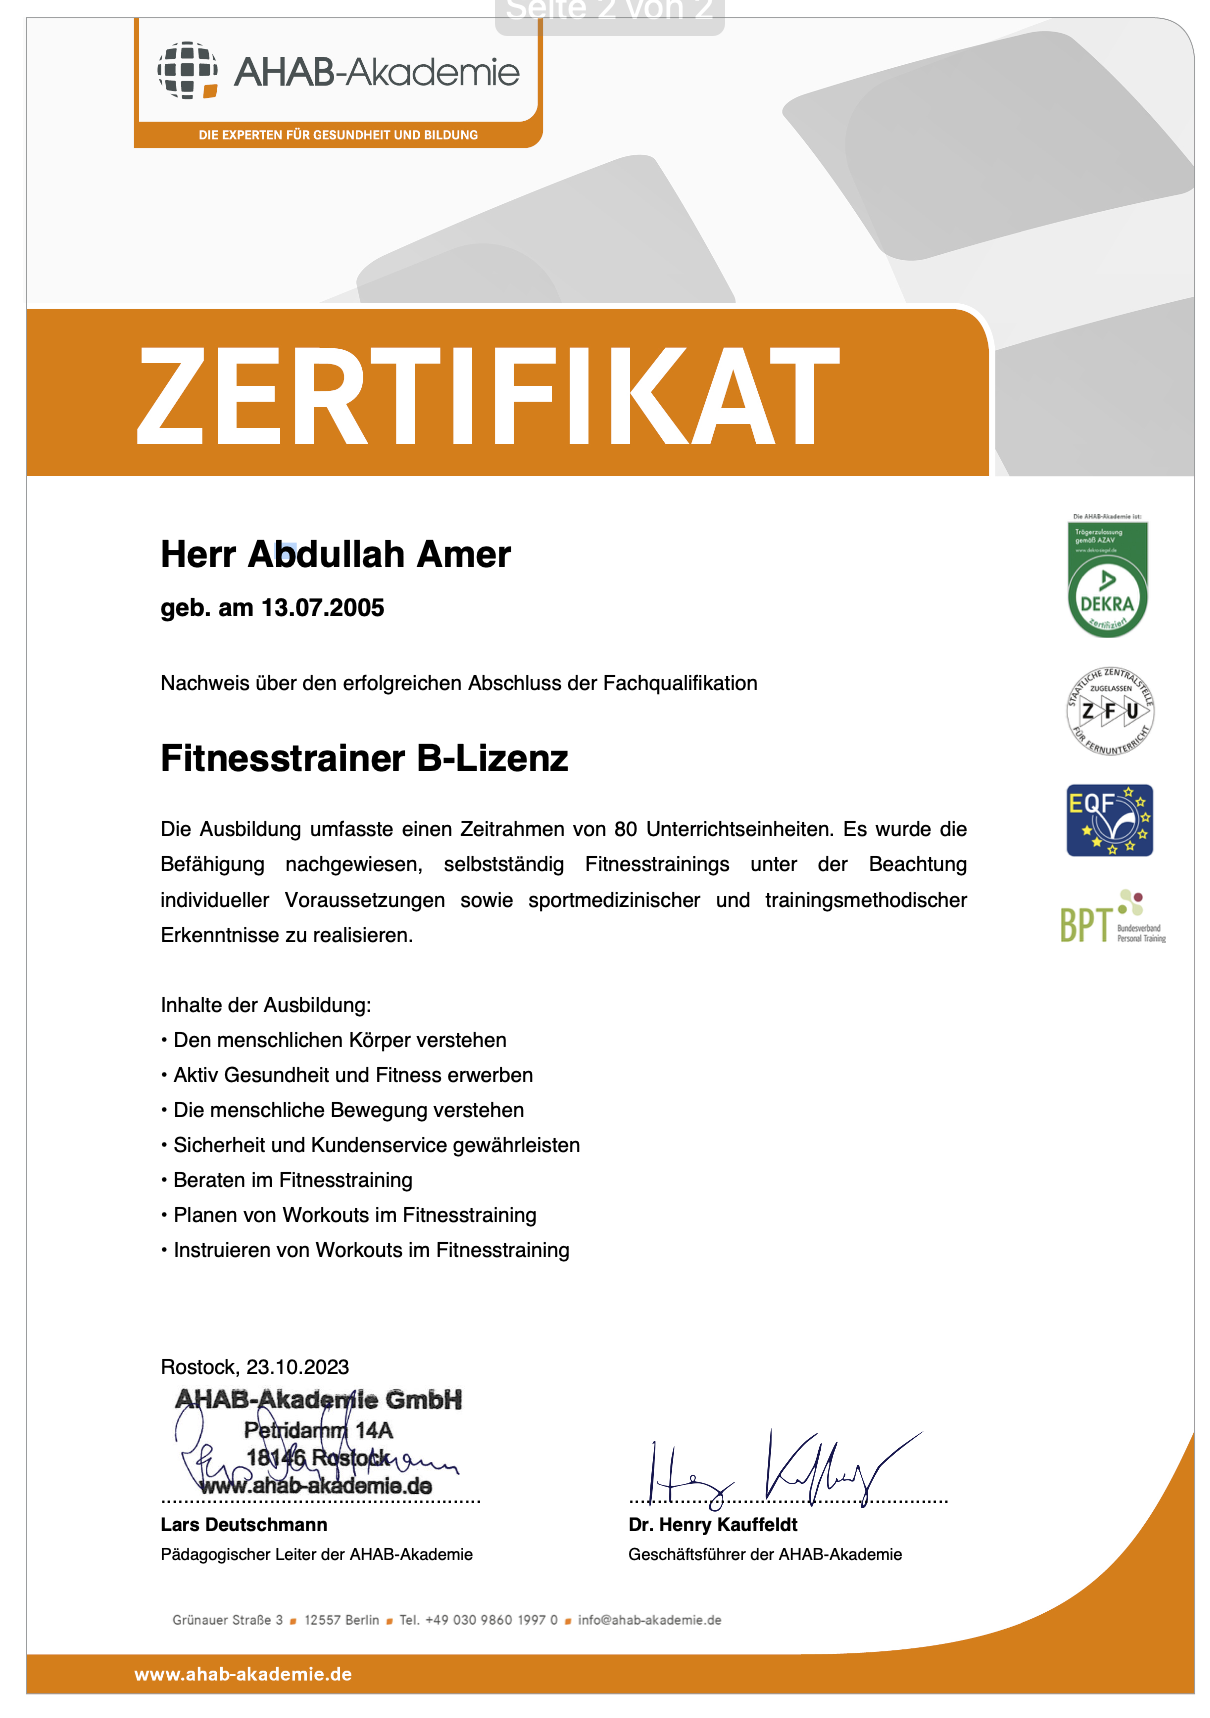 Seite 2 von 2
AHAB-Akademie
DIE EXPERTEN FÜR GESUNDHEIT UND BILDUNG
ZERTIFIKAT
Herr Abdullah Amer
geb. am 13.07.2005
Nachweis über den erfolgreichen Abschluss der Fachqualifikation
Fitnesstrainer B-Lizenz
Die Ausbildung umfasste einen Zeitrahmen von 80 Unterrichtseinheiten. Es wurde die
Befähigung nachgewiesen, selbstständig Fitnesstrainings unter der Beachtung
individueller Voraussetzungen sowie sportmedizinischer und trainingsmethodischer
Erkenntnisse zu realisieren.
Inhalte der Ausbildung:
• Den menschlichen Körper verstehen
• Aktiv Gesundheit und Fitness erwerben
• Die menschliche Bewegung verstehen
• Sicherheit und Kundenservice gewährleisten
• Beraten im Fitnesstraining
• Planen von Workouts im Fitnesstraining
• Instruieren von Workouts im Fitnesstraining
Die AHAB-Akademie ist:
Trägerzulassung
gemäß AZAV
www.dekra-siegel.de
DEKRA
zertifiziert
STAATLICHE ZENTRALSTELLE
ZUGELASSEN
ZFU
FÜR FERNUNTERRICHT
EQF
BPT
Bundesverband
Personal Training
Rostock, 23.10.2023
AHAB-Akademie GmbH
Petridamm 14A
18146 Rostock
www.ahab-akademie.de
Lars Deutschmann
Pädagogischer Leiter der AHAB-Akademie
Dr. Henry Kauffeldt
Geschäftsführer der AHAB-Akademie
Grünauer Straße 3 ▪ 12557 Berlin ▪ Tel. +49 030 9860 1997 0 ▪ info@ahab-akademie.de
www.ahab-akademie.de